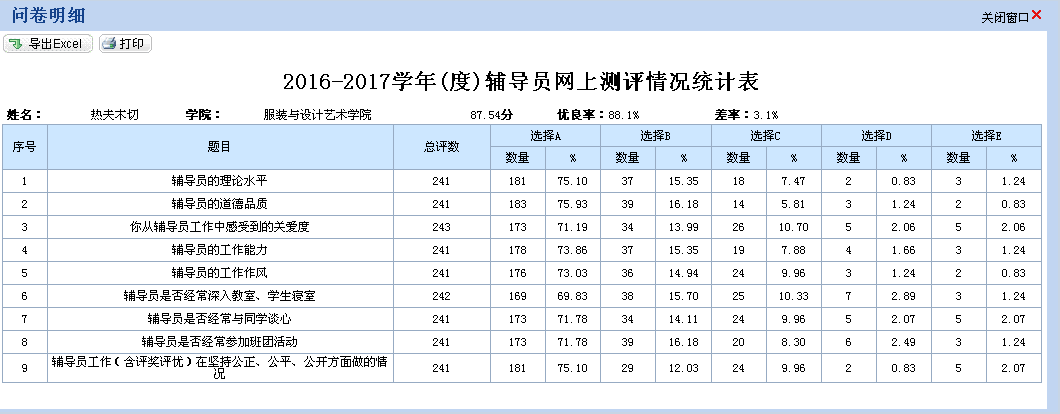 问卷明细
关闭窗口
导出Excel 打印
2016-2017学年(度)辅导员网上测评情况统计表
姓名： 热夫木切 学院： 服装与设计艺术学院 87.54分 优良率：88.1% 差率：3.1%
序号 题目 总评数 选择A 选择B 选择C 选择D 选择E
数量 % 数量 % 数量 % 数量 % 数量 %
1 辅导员的理论水平 241 181 75.10 37 15.35 18 7.47 2 0.83 3 1.24
2 辅导员的道德品质 241 183 75.93 39 16.18 14 5.81 3 1.24 2 0.83
3 你从辅导员工作中感受到的关爱度 243 173 71.19 34 13.99 26 10.70 5 2.06 5 2.06
4 辅导员的工作能力 241 178 73.86 37 15.35 19 7.88 4 1.66 3 1.24
5 辅导员的工作作风 241 176 73.03 36 14.94 24 9.96 3 1.24 2 0.83
6 辅导员是否经常深入教室、学生寝室 242 169 69.83 38 15.70 25 10.33 7 2.89 3 1.24
7 辅导员是否经常与同学谈心 241 173 71.78 34 14.11 24 9.96 5 2.07 5 2.07
8 辅导员是否经常参加班团活动 241 173 71.78 39 16.18 20 8.30 6 2.49 3 1.24
9 辅导员工作（含评奖评优）在坚持公正、公平、公开方面做的情 241 181 75.10 29 12.03 24 9.96 2 0.83 5 2.07
况